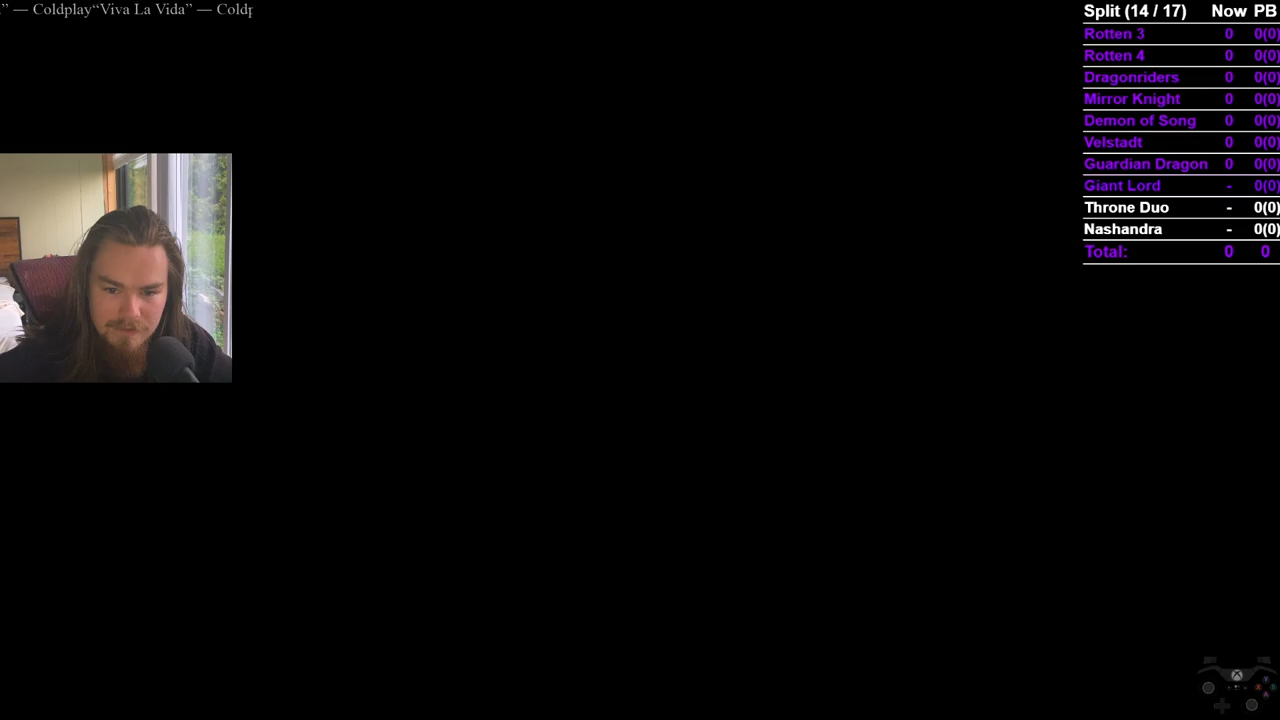 ” — Coldplay“Viva La Vida” — Coldp
Split (14 / 17) Now PB
Rotten 3 0 0(0)
Rotten 4 0 0(0)
Dragonriders 0 0(0)
Mirror Knight 0 0(0)
Demon of Song 0 0(0)
Velstadt 0 0(0)
Guardian Dragon 0 0(0)
Giant Lord - 0(0)
Throne Duo - 0(0)
Nashandra - 0(0)
Total: 0 0